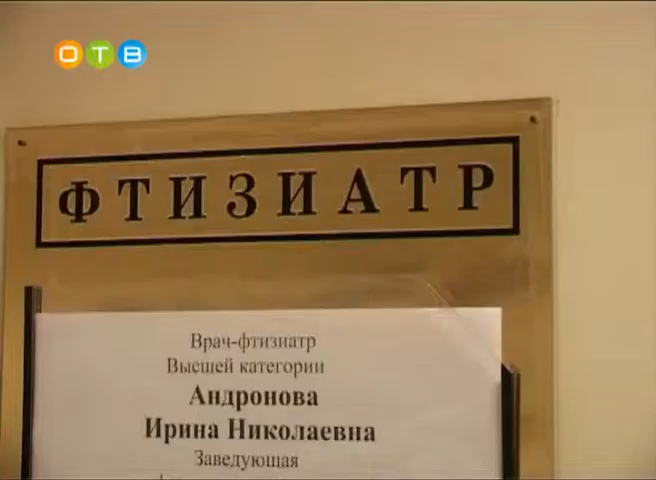 ОТВ
ФТИЗИАТР
Врач-фтизиатр
Высшей категории
Андронова
Ирина Николаевна
Заведующая